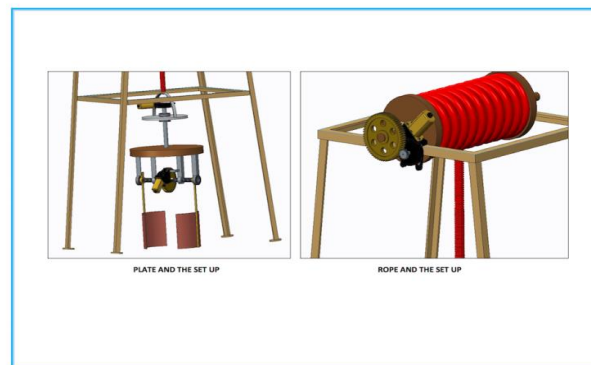 PLATE AND THE SET UP
ROPE AND THE SET UP